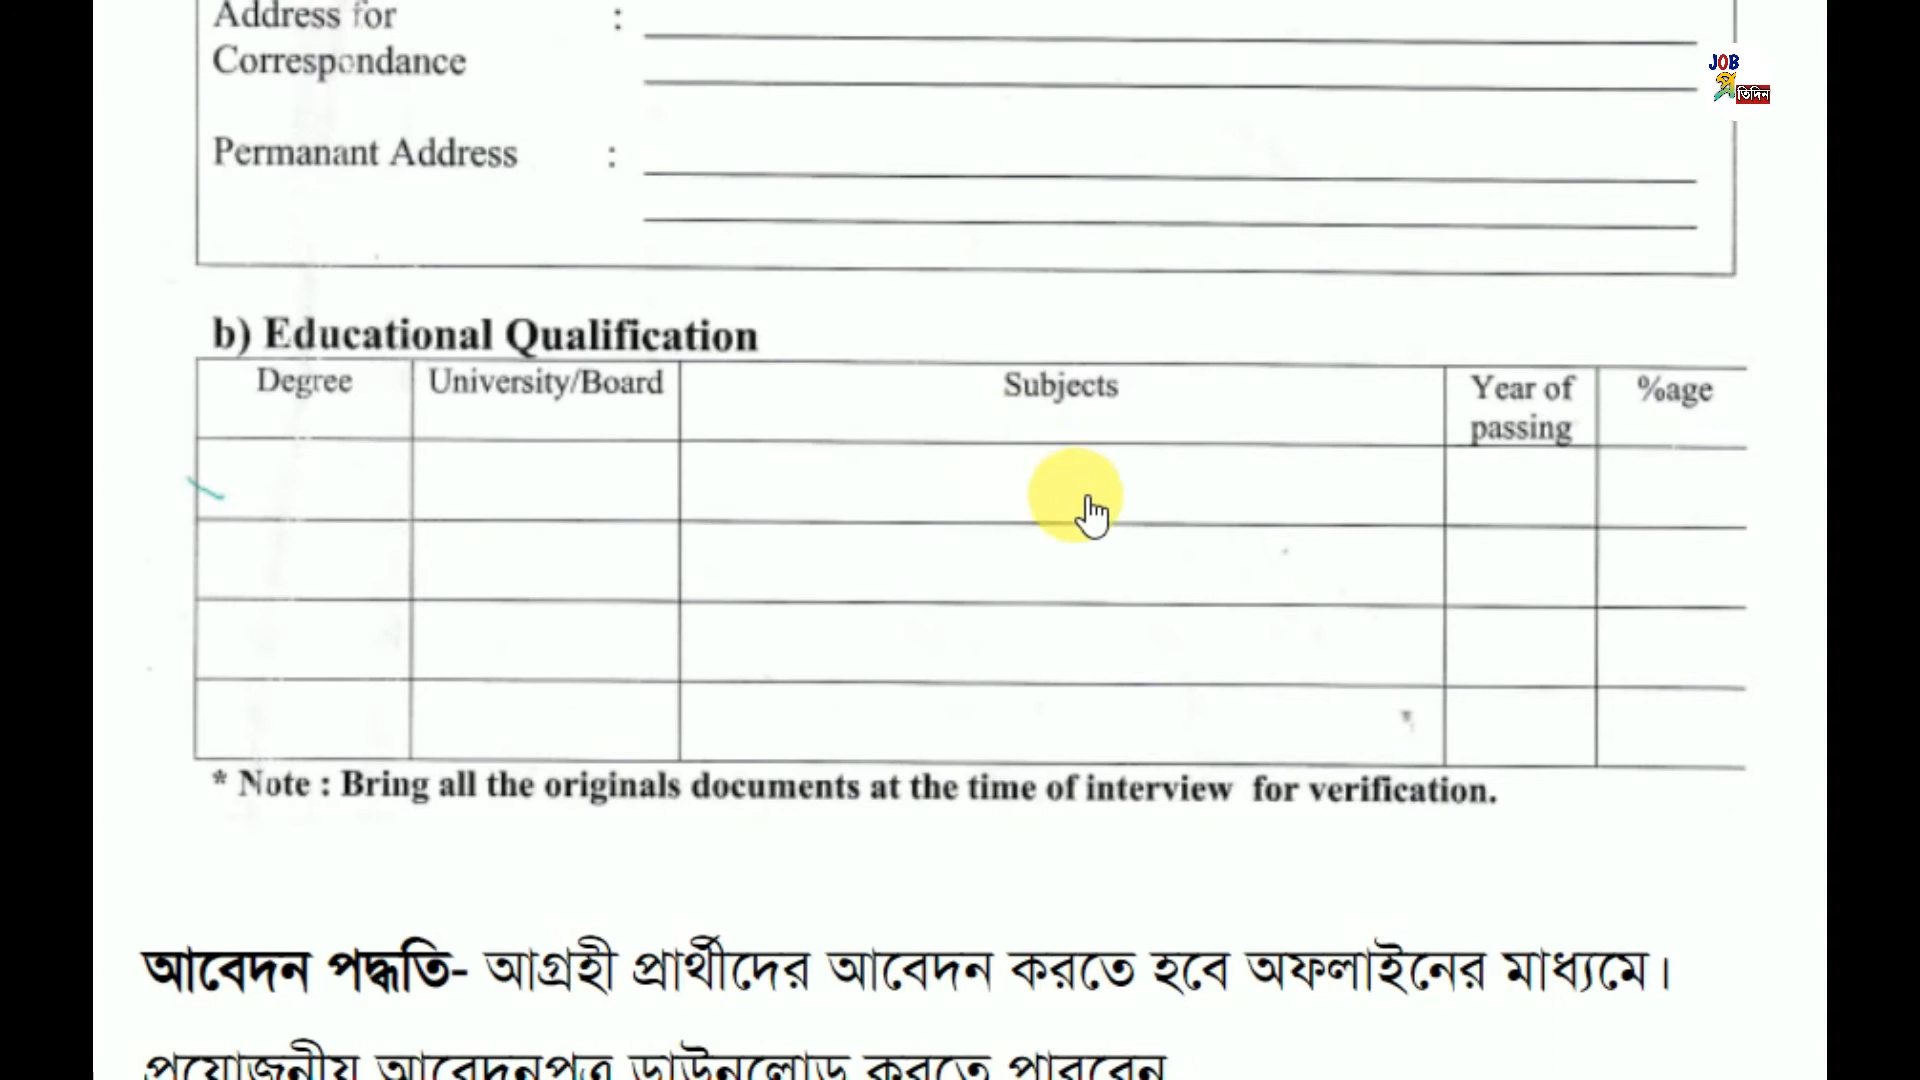 Address for :
Correspondance
JOB
প্রতিদিন
Permanant Address :
b) Educational Qualification
Degree University/Board Subjects Year of passing %age
* Note : Bring all the originals documents at the time of interview for verification.
আবেদন পদ্ধতি- আগ্রহী প্রার্থীদের আবেদন করতে হবে অফলাইনের মাধ্যমে।
প্রয়োজনীয় আবেদনপত্র ডাউনলোড করতে পারবেন